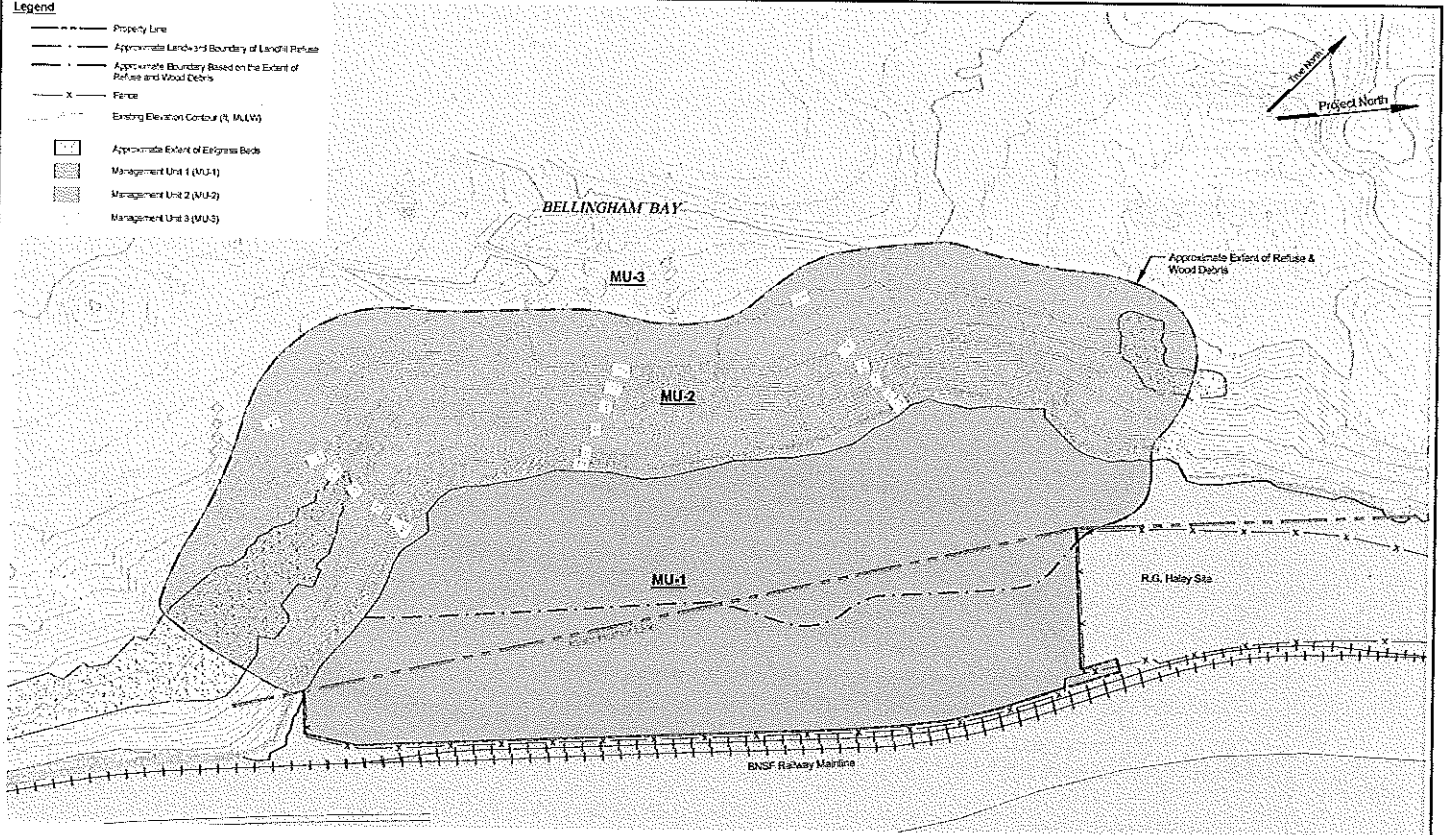 Legend
Property Line
Approximate Landward Boundary of Landfill Refuse
Approximate Boundary Based on the Extent of
Refuse and Wood Debris
X
Fence
Existing Elevation Contour (ft, MLLW)
Approximate Extent of Eelgrass Beds
Management Unit 1 (MU-1)
Management Unit 2 (MU-2)
Management Unit 3 (MU-3)
True North
Project North
BELLINGHAM BAY
MU-3
Approximate Extent of Refuse &
Wood Debris
MU-2
MU-1
R.G. Haley Site
BNSF Railway Mainline